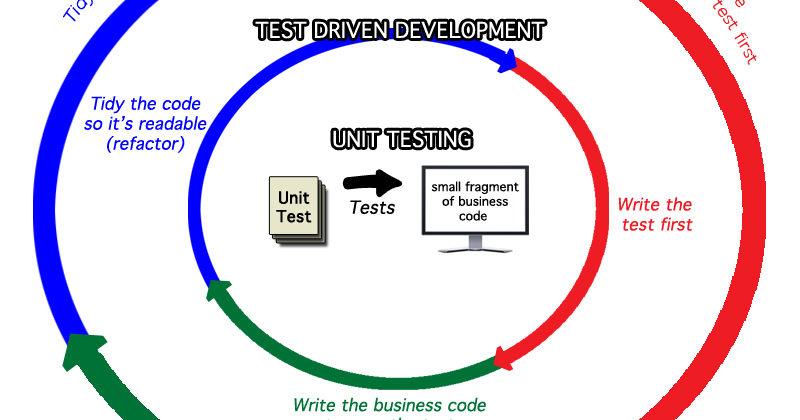 Tidy
test first
TEST DRIVEN DEVELOPMENT
Tidy the code
so it's readable
(refactor)
UNIT TESTING
Unit
Test
Tests
small fragment
of business
code
Write the
test first
Write the business code